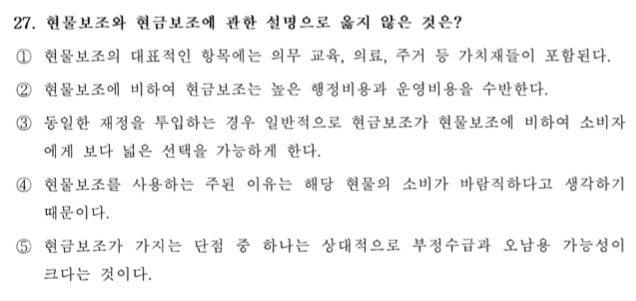 27. 현물보조와 현금보조에 관한 설명으로 옳지 않은 것은?
① 현물보조의 대표적인 항목에는 의무 교육, 의료, 주거 등 가치재들이 포함된다.
② 현물보조에 비하여 현금보조는 높은 행정비용과 운영비용을 수반한다.
③ 동일한 재정을 투입하는 경우 일반적으로 현금보조가 현물보조에 비하여 소비자
에게 보다 넓은 선택을 가능하게 한다.
④ 현물보조를 사용하는 주된 이유는 해당 현물의 소비가 바람직하다고 생각하기
때문이다.
⑤ 현금보조가 가지는 단점 중 하나는 상대적으로 부정수급과 오남용 가능성이
크다는 것이다.